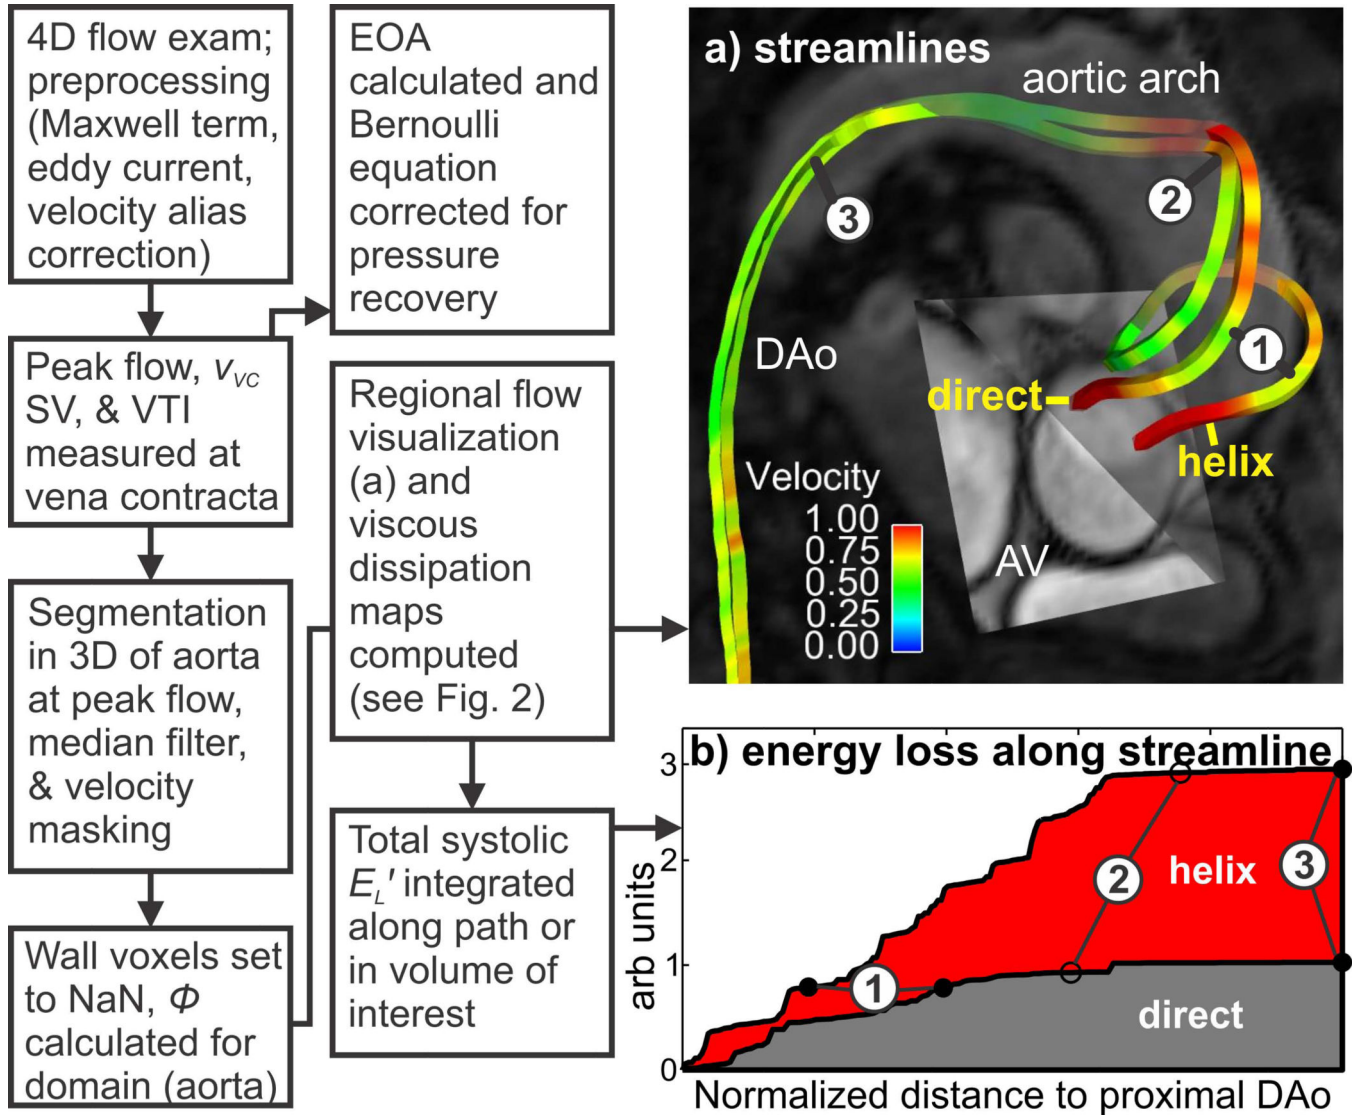 4D flow exam;
preprocessing
(Maxwell term,
eddy current,
velocity alias
correction)
Peak flow, vVC
SV, & VTI
measured at
vena contracta
Segmentation
in 3D of aorta
at peak flow,
median filter,
& velocity
masking
Wall voxels set
to NaN, Φ
calculated for
domain (aorta)
EOA
calculated and
Bernoulli
equation
corrected for
pressure
recovery
Regional flow
visualization
(a) and
viscous
dissipation
maps
computed
(see Fig. 2)
Total systolic
EL' integrated
along path or
in volume of
interest
a) streamlines
aortic arch
2
3
1
DAo
direct
helix
Velocity
1.00
0.75
0.50
0.25
0.00
AV
b) energy loss along streamline
3
2
1
0
arb units
helix
direct
1
2
3
Normalized distance to proximal DAo